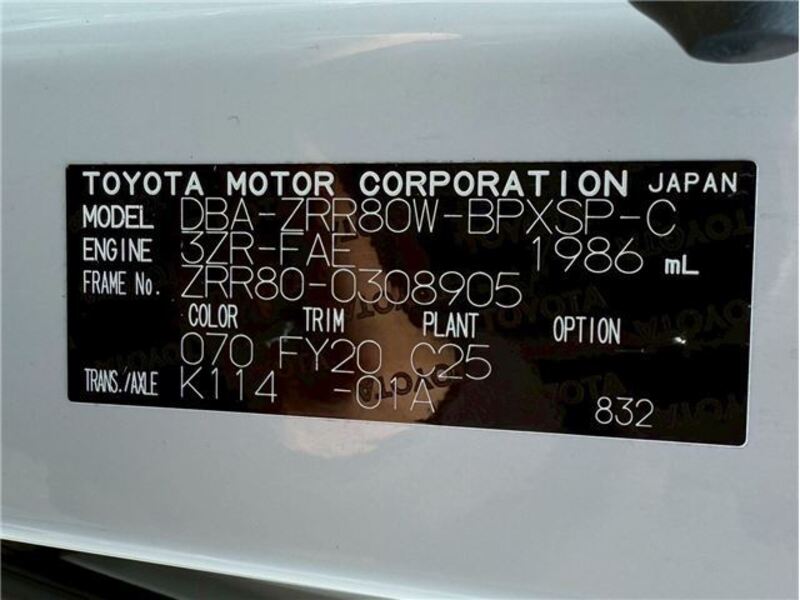 TOYOTA MOTOR CORPORATION JAPAN
MODEL DBA-ZRR80W-BPXSP-C
ENGINE 3ZR-FAE 1986 mL
FRAME No. ZRR80-0308905
COLOR TRIM PLANT OPTION
070 FY20 C25
TRANS./AXLE K114 -01A
832